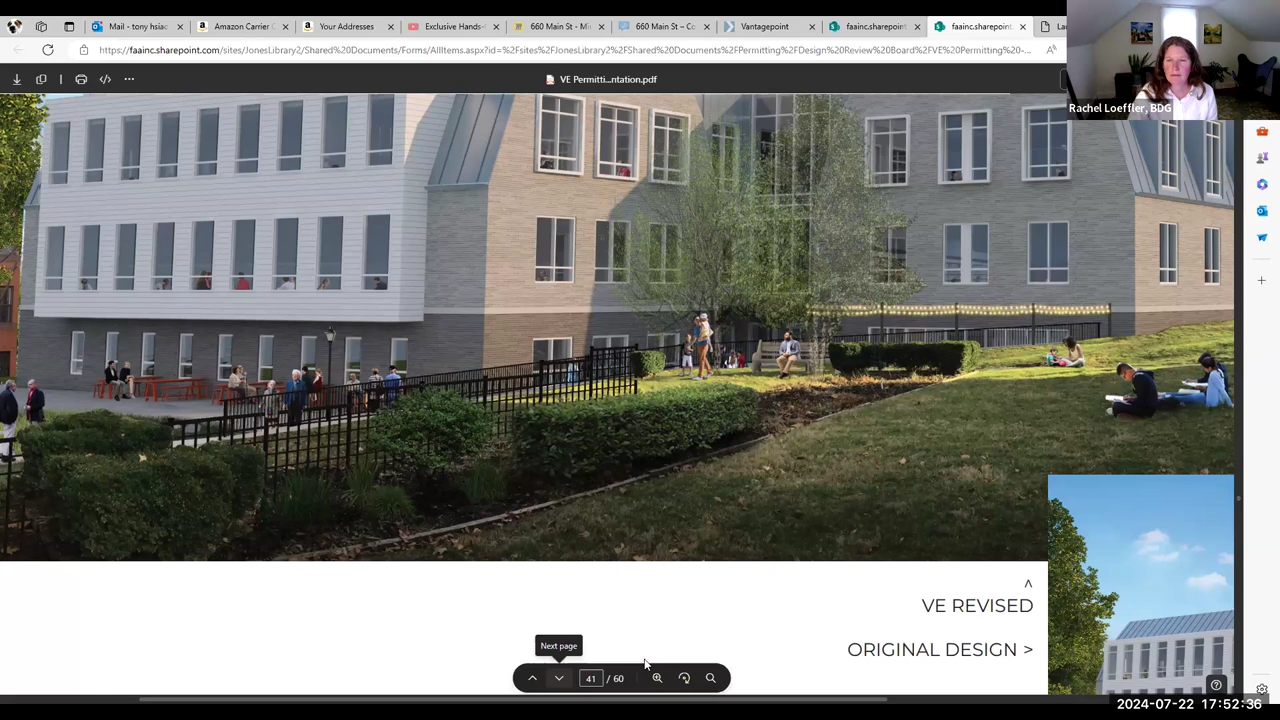 Mail - tony hsiao
Amazon Carrier C
Your Addresses
Exclusive Hands-
660 Main St - Mi
660 Main St – Co
Vantagepoint
faainc.sharepoint
faainc.sharepoint
https://faainc.sharepoint.com/sites/JonesLibrary2/Shared%20Documents/Forms/AllItems.aspx?id=%2Fsites%2FJonesLibrary2%2FShared%20Documents%2FPermitting%2FDesign%20Review%20Board%2FVE%20Permitting%20-...
VE Permitti...ntation.pdf
Rachel Loeffler, BDG
^
VE REVISED
ORIGINAL DESIGN >
Next page
41 / 60
2024-07-22 17:52:36